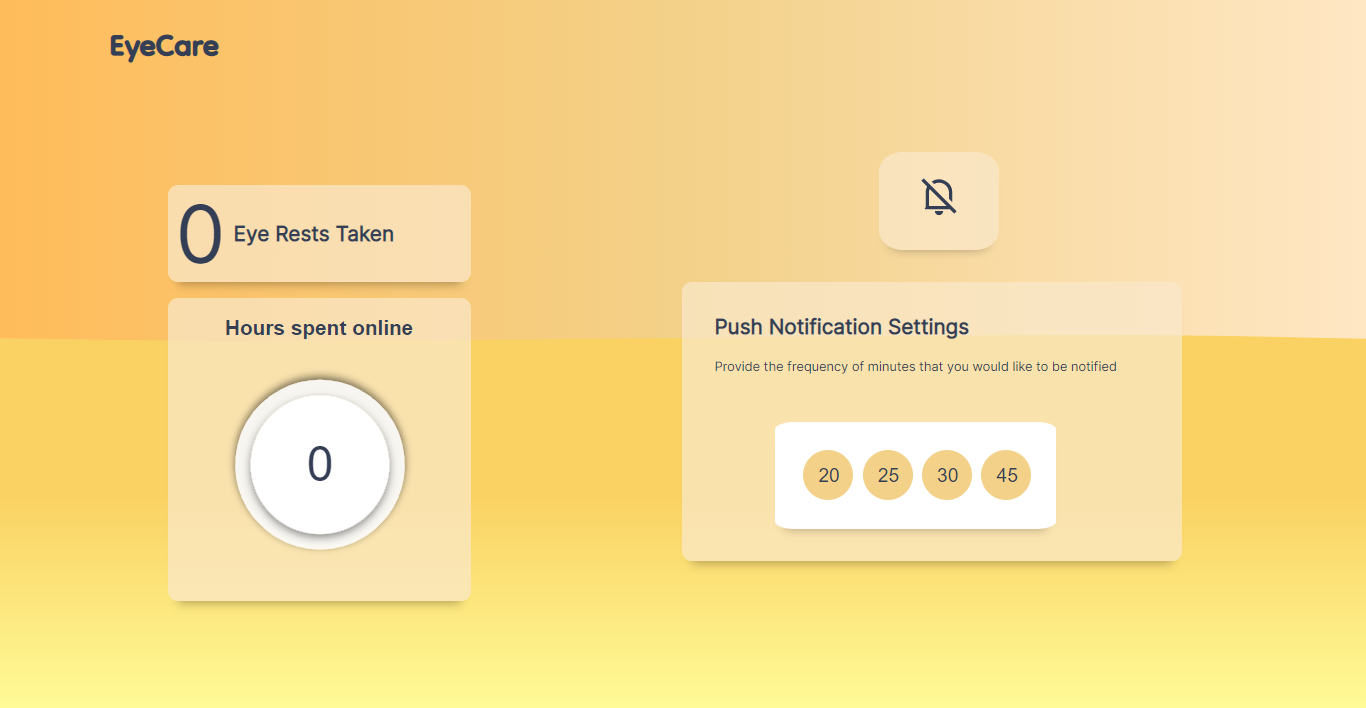 EyeCare
0 Eye Rests Taken
Hours spent online
0
Push Notification Settings
Provide the frequency of minutes that you would like to be notified
20 25 30 45